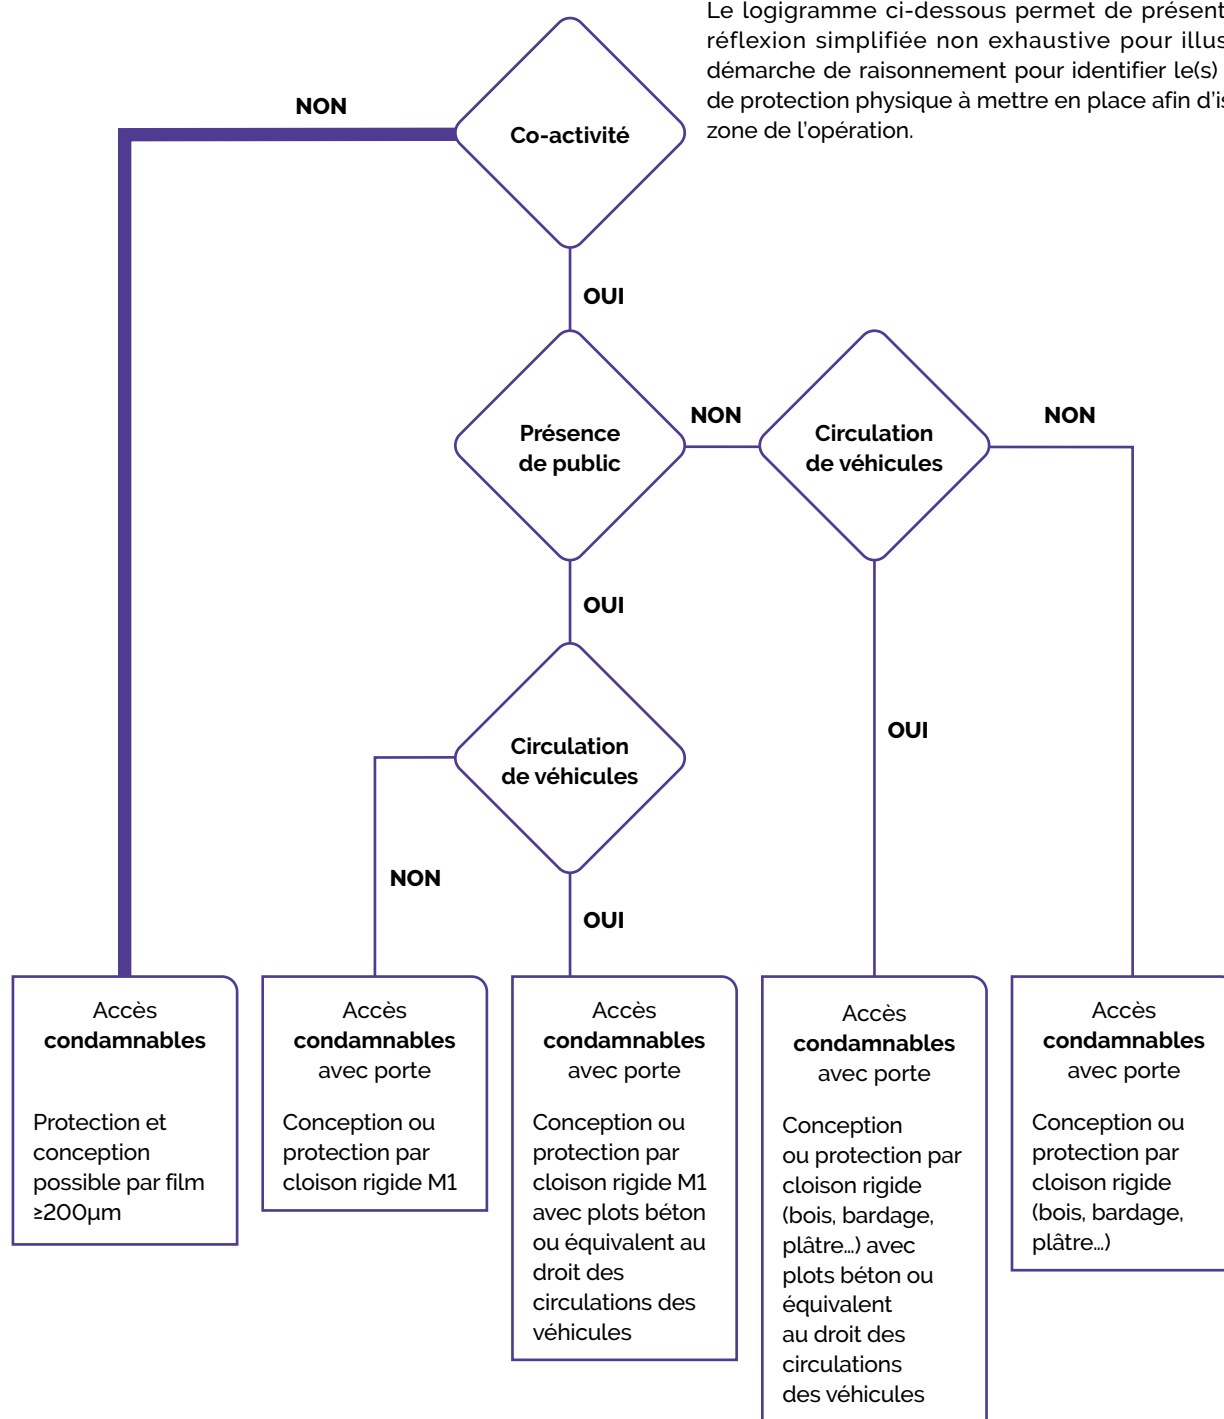 Le logigramme ci-dessous permet de présent
réflexion simplifiée non exhaustive pour illus
démarche de raisonnement pour identifier le(s)
de protection physique à mettre en place afin d'is
zone de l'opération.
NON
Co-activité
OUI
Présence
de public
NON
Circulation
de véhicules
NON
OUI
OUI
Circulation
de véhicules
NON
OUI
Accès
condamnables
Protection et
conception
possible par film
≥200µm
Accès
condamnables
avec porte
Conception ou
protection par
cloison rigide M1
Accès
condamnables
avec porte
Conception ou
protection par
cloison rigide M1
avec plots béton
ou équivalent au
droit des
circulations des
véhicules
Accès
condamnables
avec porte
Conception
ou protection par
cloison rigide
(bois, bardage,
plâtre...) avec
plots béton ou
équivalent
au droit des
circulations
des véhicules
Accès
condamnables
avec porte
Conception ou
protection par
cloison rigide
(bois, bardage,
plâtre...)